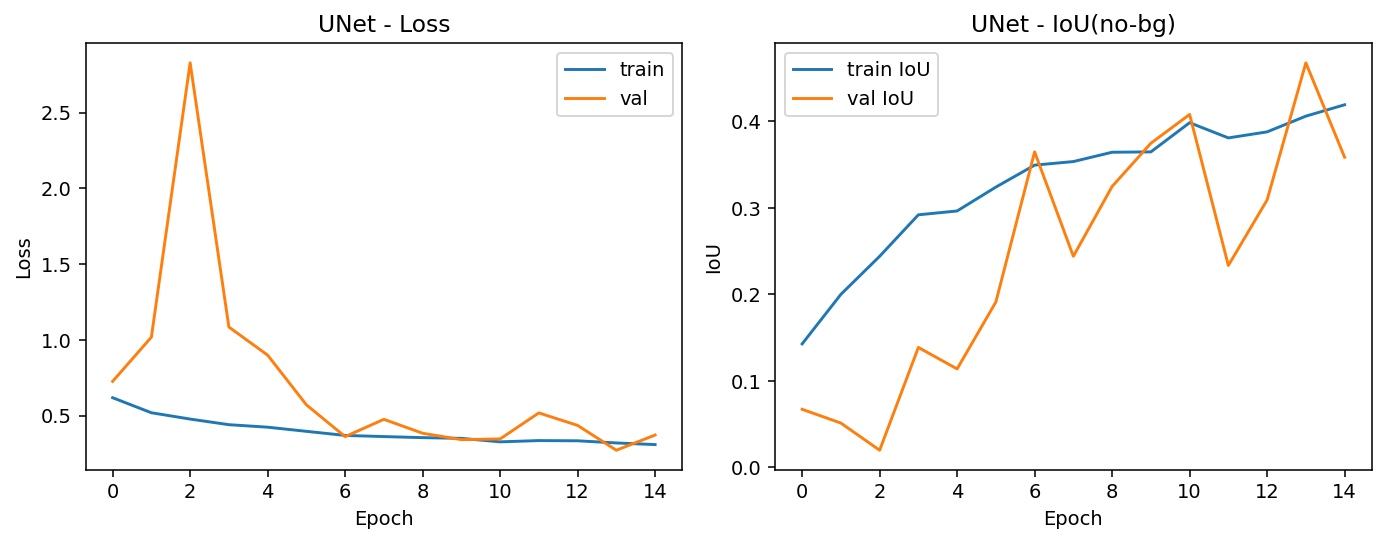 UNet - Loss
train
val
2.5
2.0
1.5
1.0
0.5
Loss
0 2 4 6 8 10 12 14
Epoch
UNet - IoU(no-bg)
train IoU
val IoU
0.4
0.3
0.2
0.1
0.0
IoU
0 2 4 6 8 10 12 14
Epoch